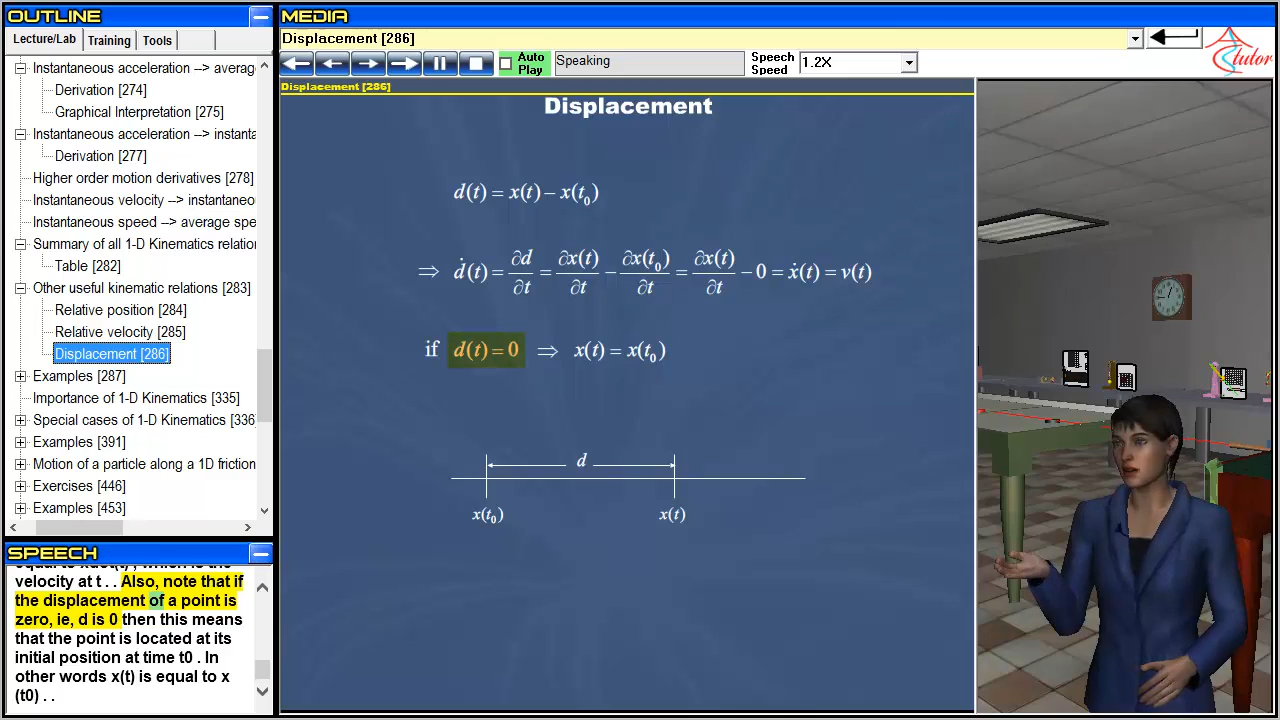 OUTLINE
Lecture/Lab Training Tools
Instantaneous acceleration --> averag
Derivation [274]
Graphical Interpretation [275]
Instantaneous acceleration --> instanta
Derivation [277]
Higher order motion derivatives [278]
Instantaneous velocity --> instantaneo
Instantaneous speed --> average spe
Summary of all 1-D Kinematics relation
Table [282]
Other useful kinematic relations [283]
Relative position [284]
Relative velocity [285]
Displacement [286]
Examples [287]
Importance of 1-D Kinematics [335]
Special cases of 1-D Kinematics [336]
Examples [391]
Motion of a particle along a 1D friction
Exercises [446]
Examples [453]
SPEECH
velocity at t . . Also, note that if
the displacement of a point is
zero, ie, d is 0 then this means
that the point is located at its
initial position at time t0 . In
other words x(t) is equal to x
(t0) . .
MEDIA
Displacement [286]
Auto Play
Speaking
Speech Speed
1.2X
tutor
Displacement [286]
Displacement
d(t) = x(t) – x(t₀)
⇒ ḋ(t) = ∂d/∂t = ∂x(t)/∂t – ∂x(t₀)/∂t = ∂x(t)/∂t – 0 = ẋ(t) = v(t)
if d(t) = 0 ⇒ x(t) = x(t₀)
d
x(t₀) x(t)